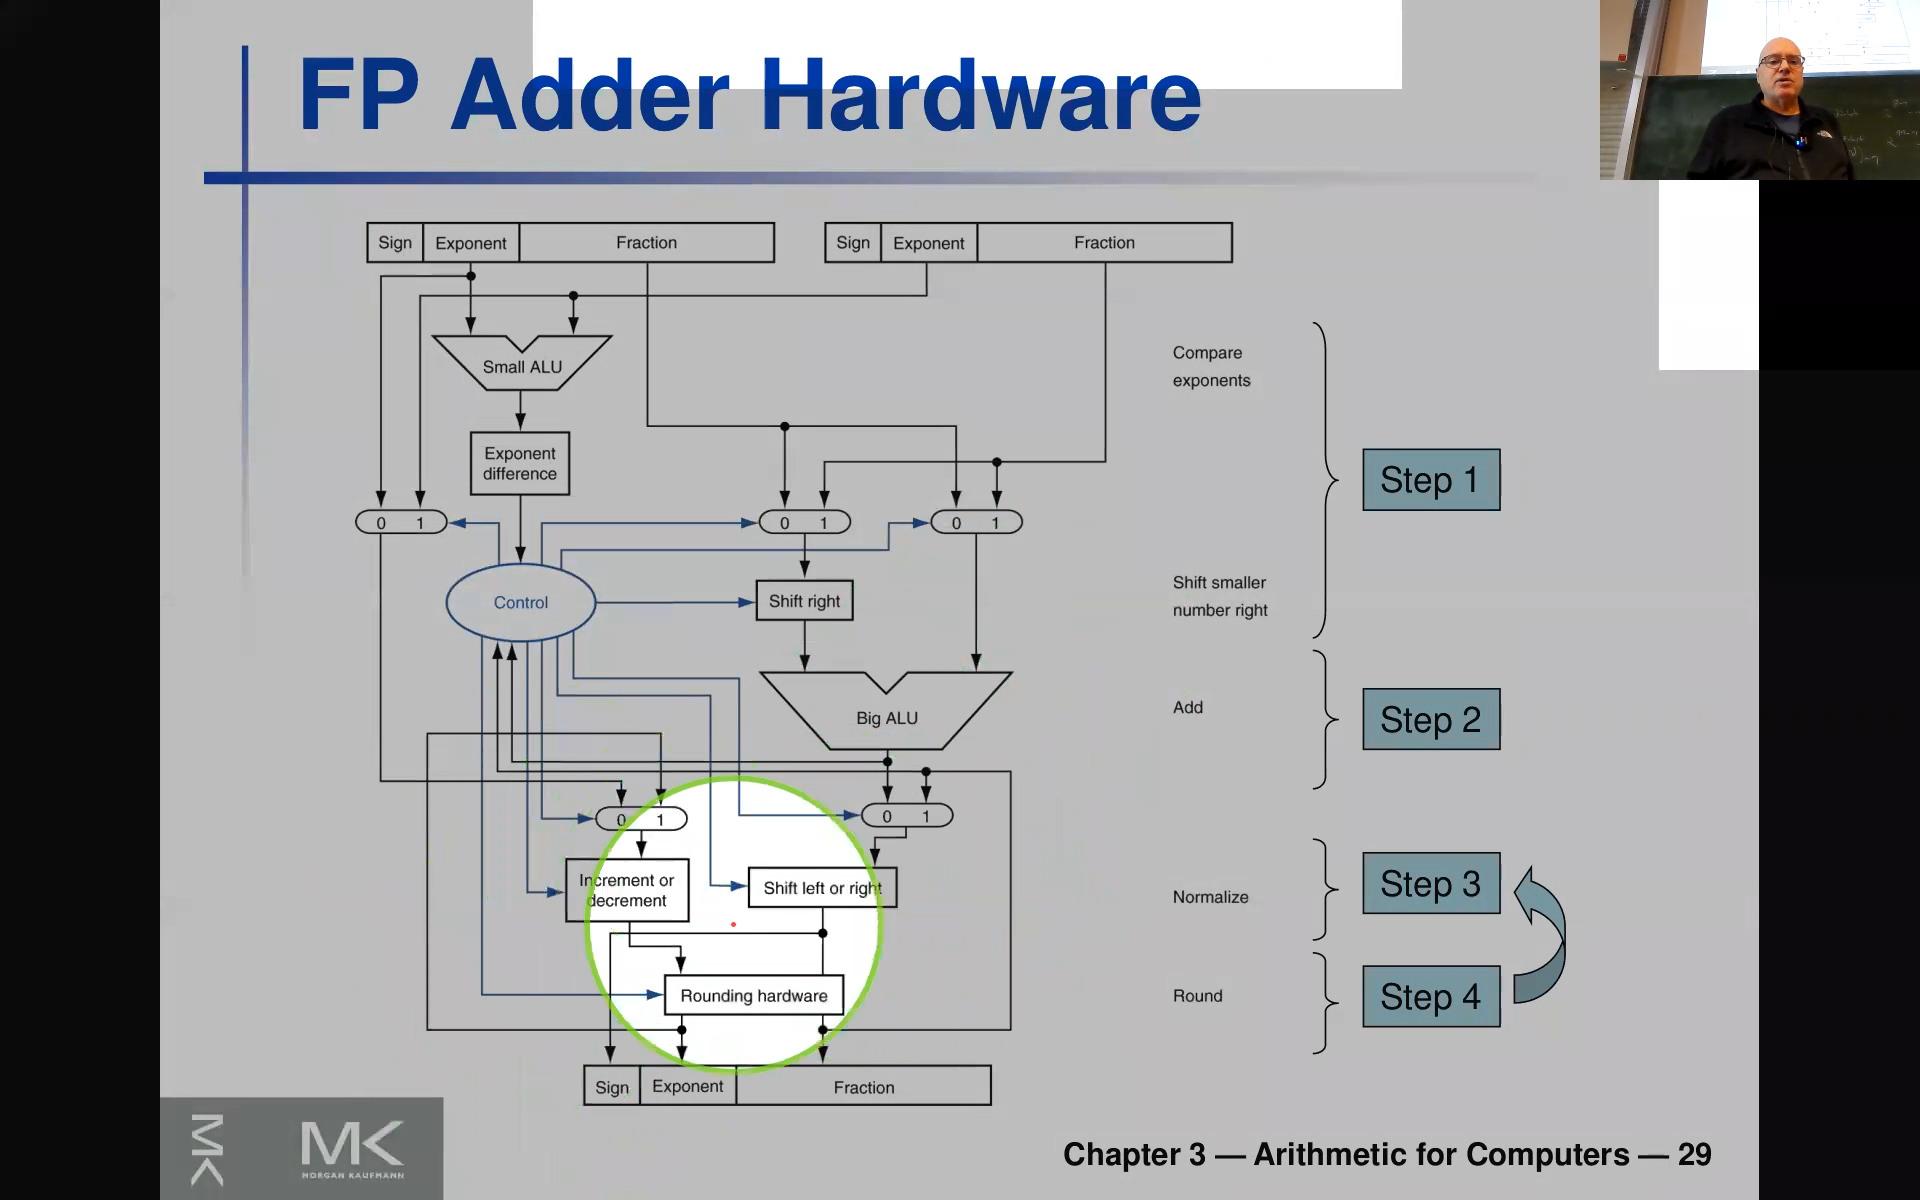 FP Adder Hardware
Sign Exponent Fraction Sign Exponent Fraction
Compare
exponents
Small ALU
Step 1
Exponent
difference
0 1 0 1 0 1
Shift smaller
number right
Control
Shift right
Add
Step 2
Big ALU
0 1 0 1
Increment or
decrement
Shift left or right
Normalize
Step 3
Rounding hardware
Round
Step 4
Sign Exponent Fraction
MK
MK
MORGAN KAUFMANN
Chapter 3 — Arithmetic for Computers — 29